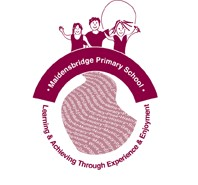 • Maidensbridge Primary School •
Learning & Achieving Through Experience & Enjoyment